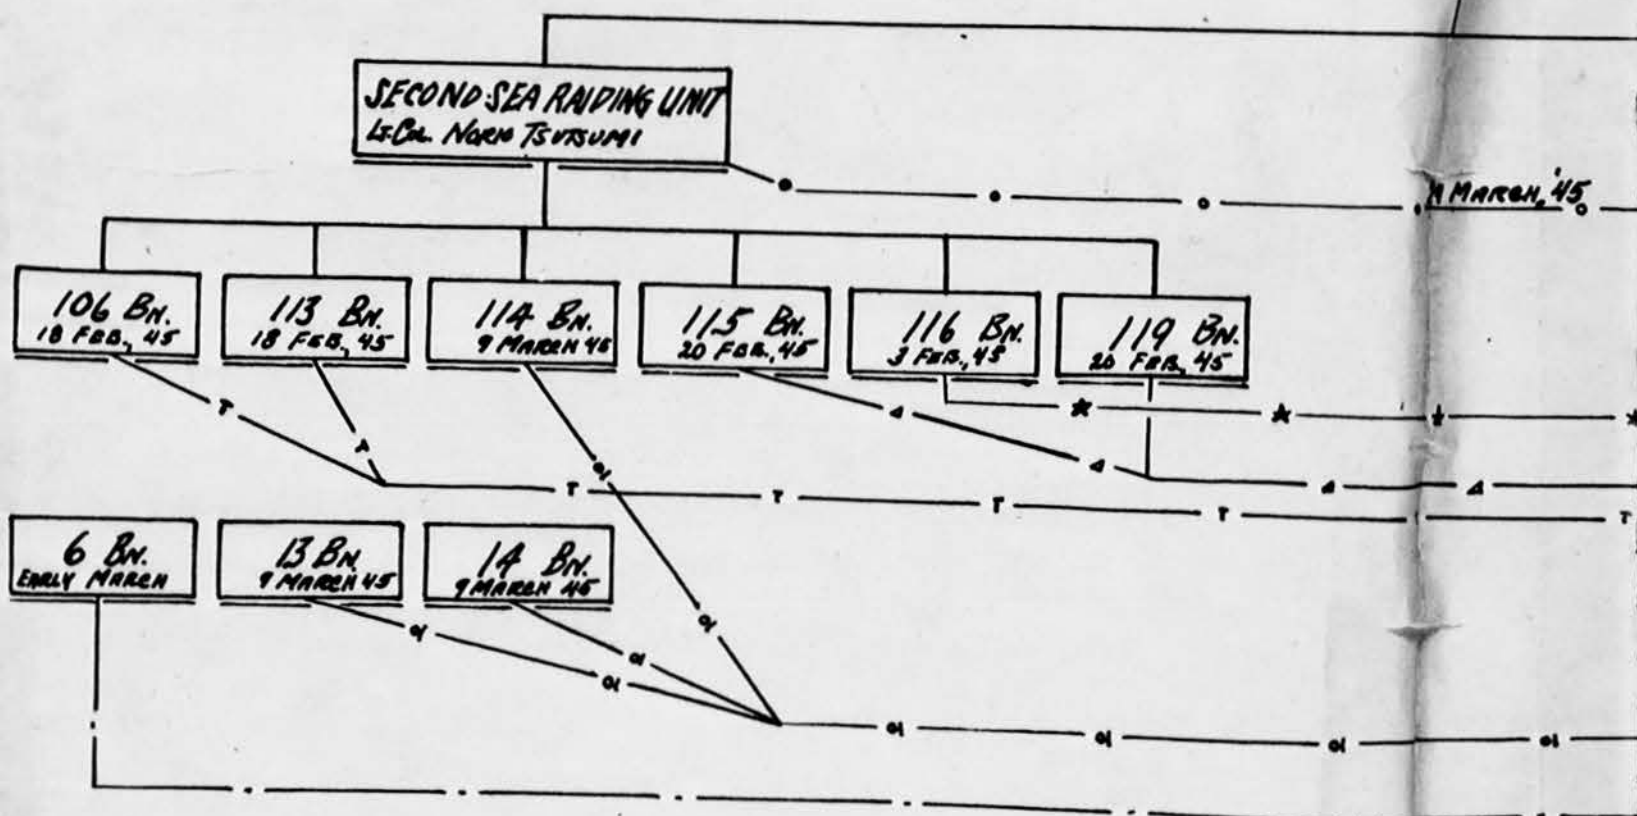 SECOND SEA RAIDING UNIT
LT. COL. NORIO TSUTSUMI
MARCH, '45
106 BN.
18 FEB., 45
113 BN.
18 FEB., 45
114 BN.
9 MARCH 45
115 BN.
20 FEB., 45
116 BN.
3 FEB., 45
119 BN.
20 FEB., 45
6 BN.
EARLY MARCH
13 BN.
9 MARCH 45
14 BN.
9 MARCH 45